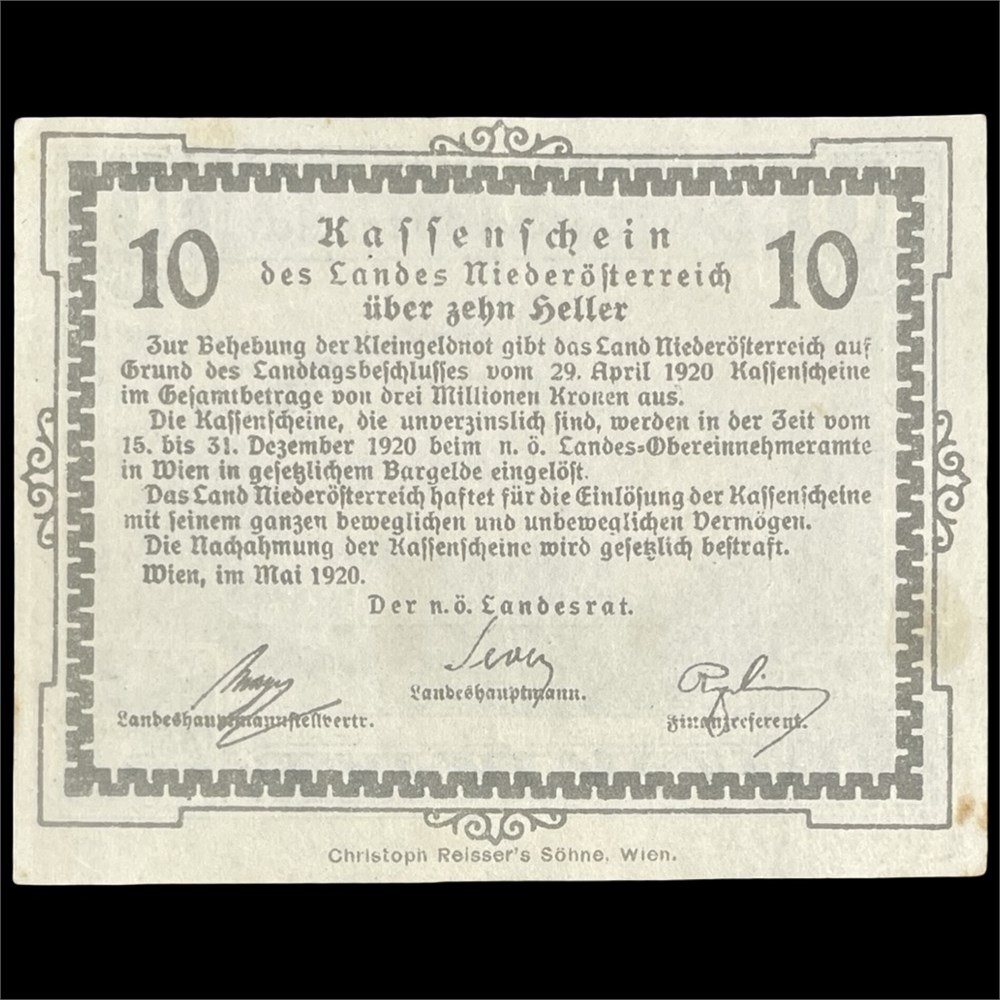 10 Kassenschein 10
des Landes Niederösterreich
über zehn Heller
Zur Behebung der Kleingeldnot gibt das Land Niederösterreich auf
Grund des Landtagsbeschlusses vom 29. April 1920 Kassenscheine
im Gesamtbetrage von drei Millionen Kronen aus.
Die Kassenscheine, die unverzinslich sind, werden in der Zeit vom
15. bis 31. Dezember 1920 beim n. ö. Landes-Obereinnehmeramte
in Wien in gesetzlichem Bargelde eingelöst.
Das Land Niederösterreich haftet für die Einlösung der Kassenscheine
mit seinem ganzen beweglichen und unbeweglichen Vermögen.
Die Nachahmung der Kassenscheine wird gesetzlich bestraft.
Wien, im Mai 1920.
Der n. ö. Landesrat.
Landeshauptmann.
Landeshauptmannstellvertr.
Finanzreferent.
Christoph Reisser's Söhne, Wien.